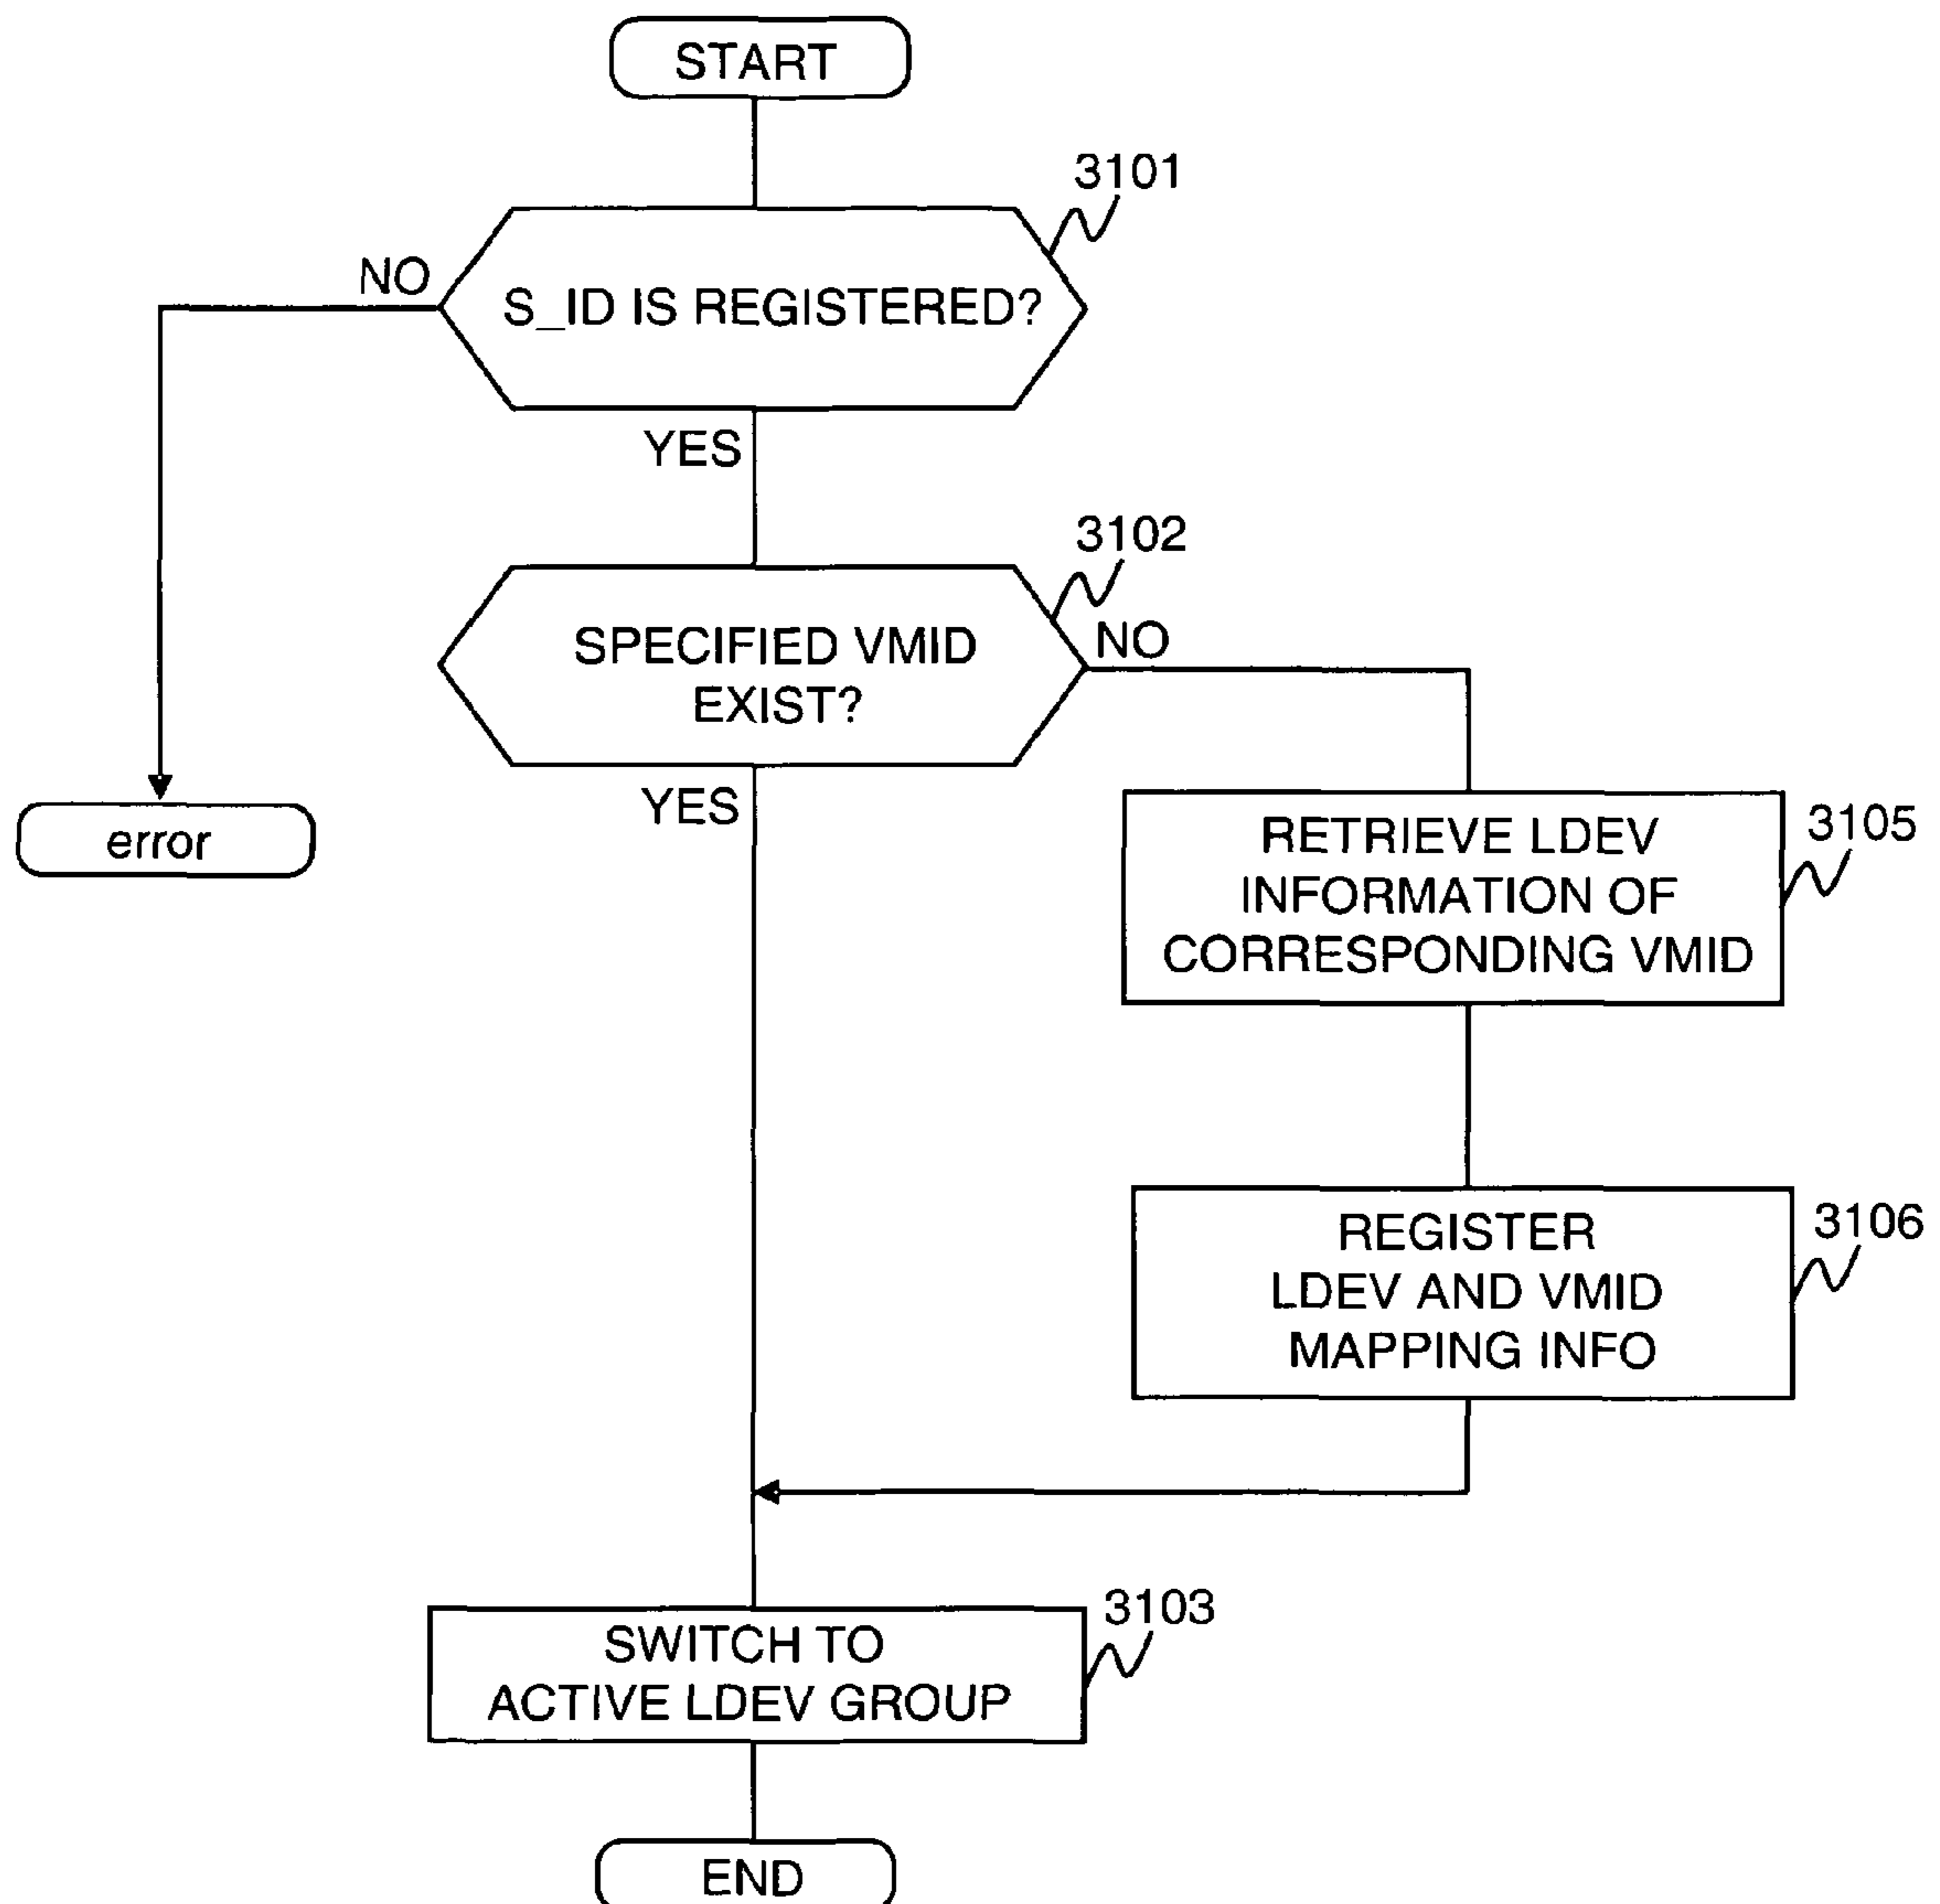 START
3101
NO
S_ID IS REGISTERED?
YES
3102
SPECIFIED VMID
EXIST?
NO
YES
error
RETRIEVE LDEV
INFORMATION OF
CORRESPONDING VMID
3105
REGISTER
LDEV AND VMID
MAPPING INFO
3106
SWITCH TO
ACTIVE LDEV GROUP
3103
END